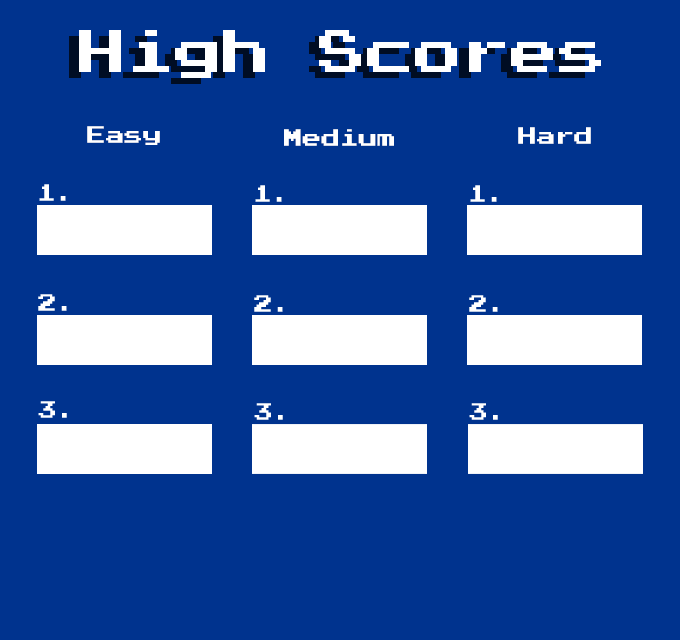 High Scores
Easy Medium Hard
1. 1. 1.
2. 2. 2.
3. 3. 3.